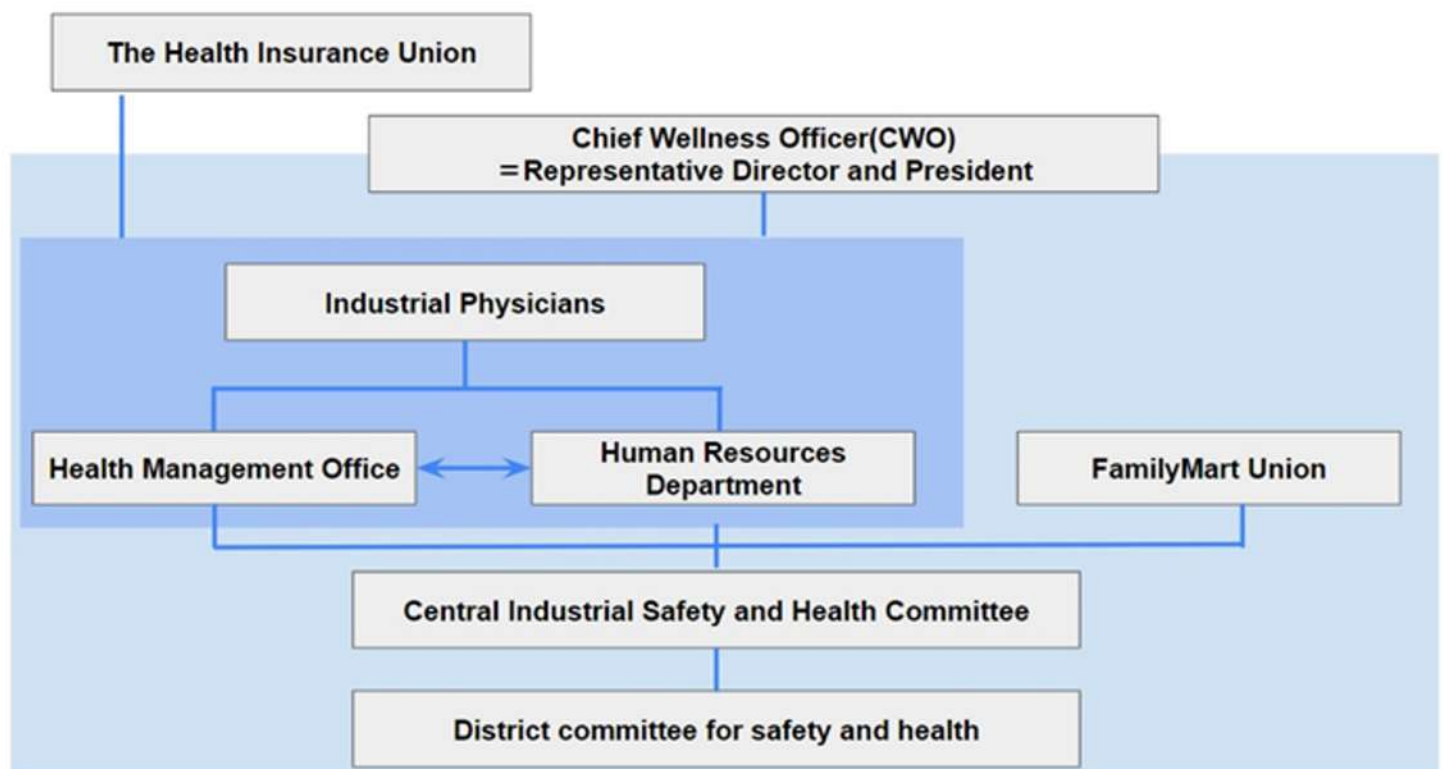 The Health Insurance Union
Chief Wellness Officer(CWO)
＝Representative Director and President
Industrial Physicians
Health Management Office
Human Resources
Department
FamilyMart Union
Central Industrial Safety and Health Committee
District committee for safety and health